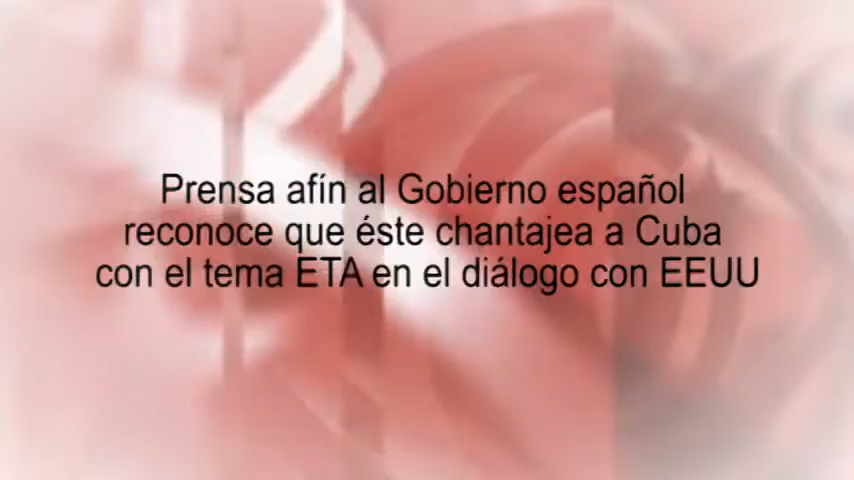 Prensa afín al Gobierno español
reconoce que éste chantajea a Cuba
con el tema ETA en el diálogo con EEUU